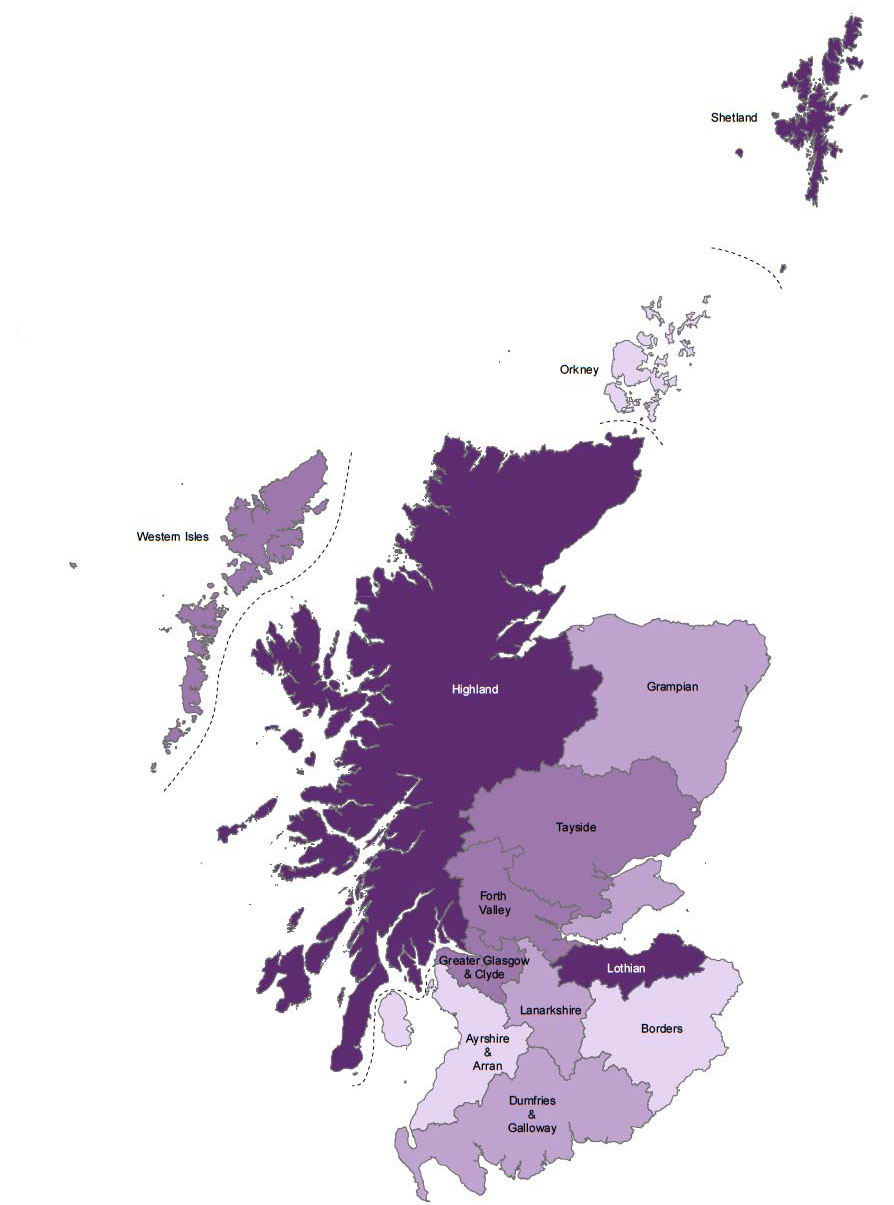 Shetland
Orkney
Western Isles
Highland
Grampian
Tayside
Forth
Valley
Greater Glasgow
& Clyde
Lothian
Lanarkshire
Borders
Ayrshire
&
Arran
Dumfries
&
Galloway